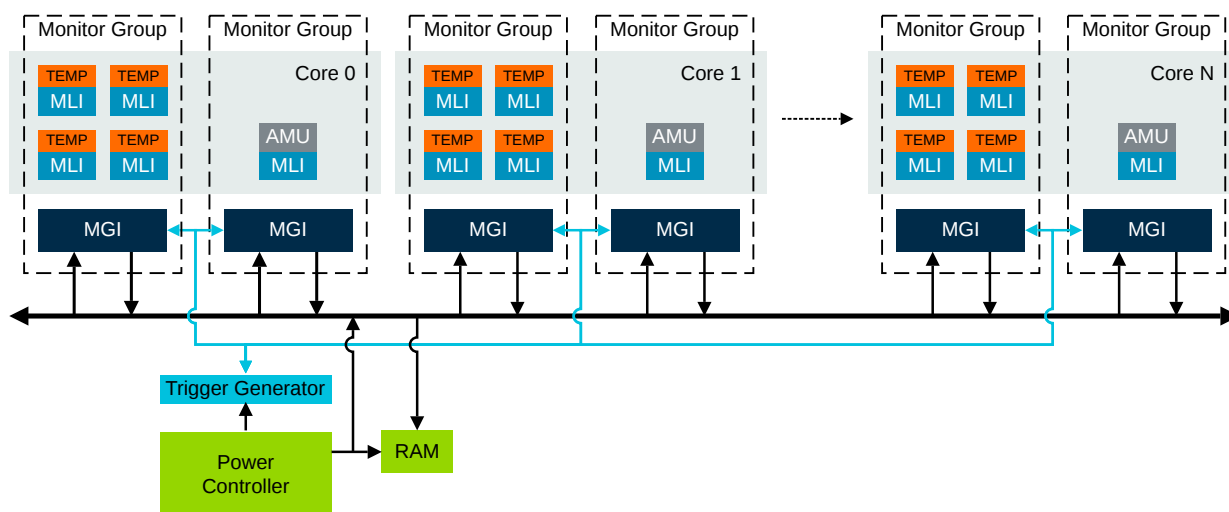 Monitor Group
Monitor Group
Monitor Group
Monitor Group
Monitor Group
Monitor Group
Core 0
Core 1
Core N
TEMP
TEMP
TEMP
TEMP
TEMP
TEMP
MLI
MLI
MLI
MLI
MLI
MLI
TEMP
TEMP
AMU
TEMP
TEMP
AMU
TEMP
TEMP
AMU
MLI
MLI
MLI
MLI
MLI
MLI
MLI
MLI
MLI
MGI
MGI
MGI
MGI
MGI
MGI
Trigger Generator
Power
Controller
RAM